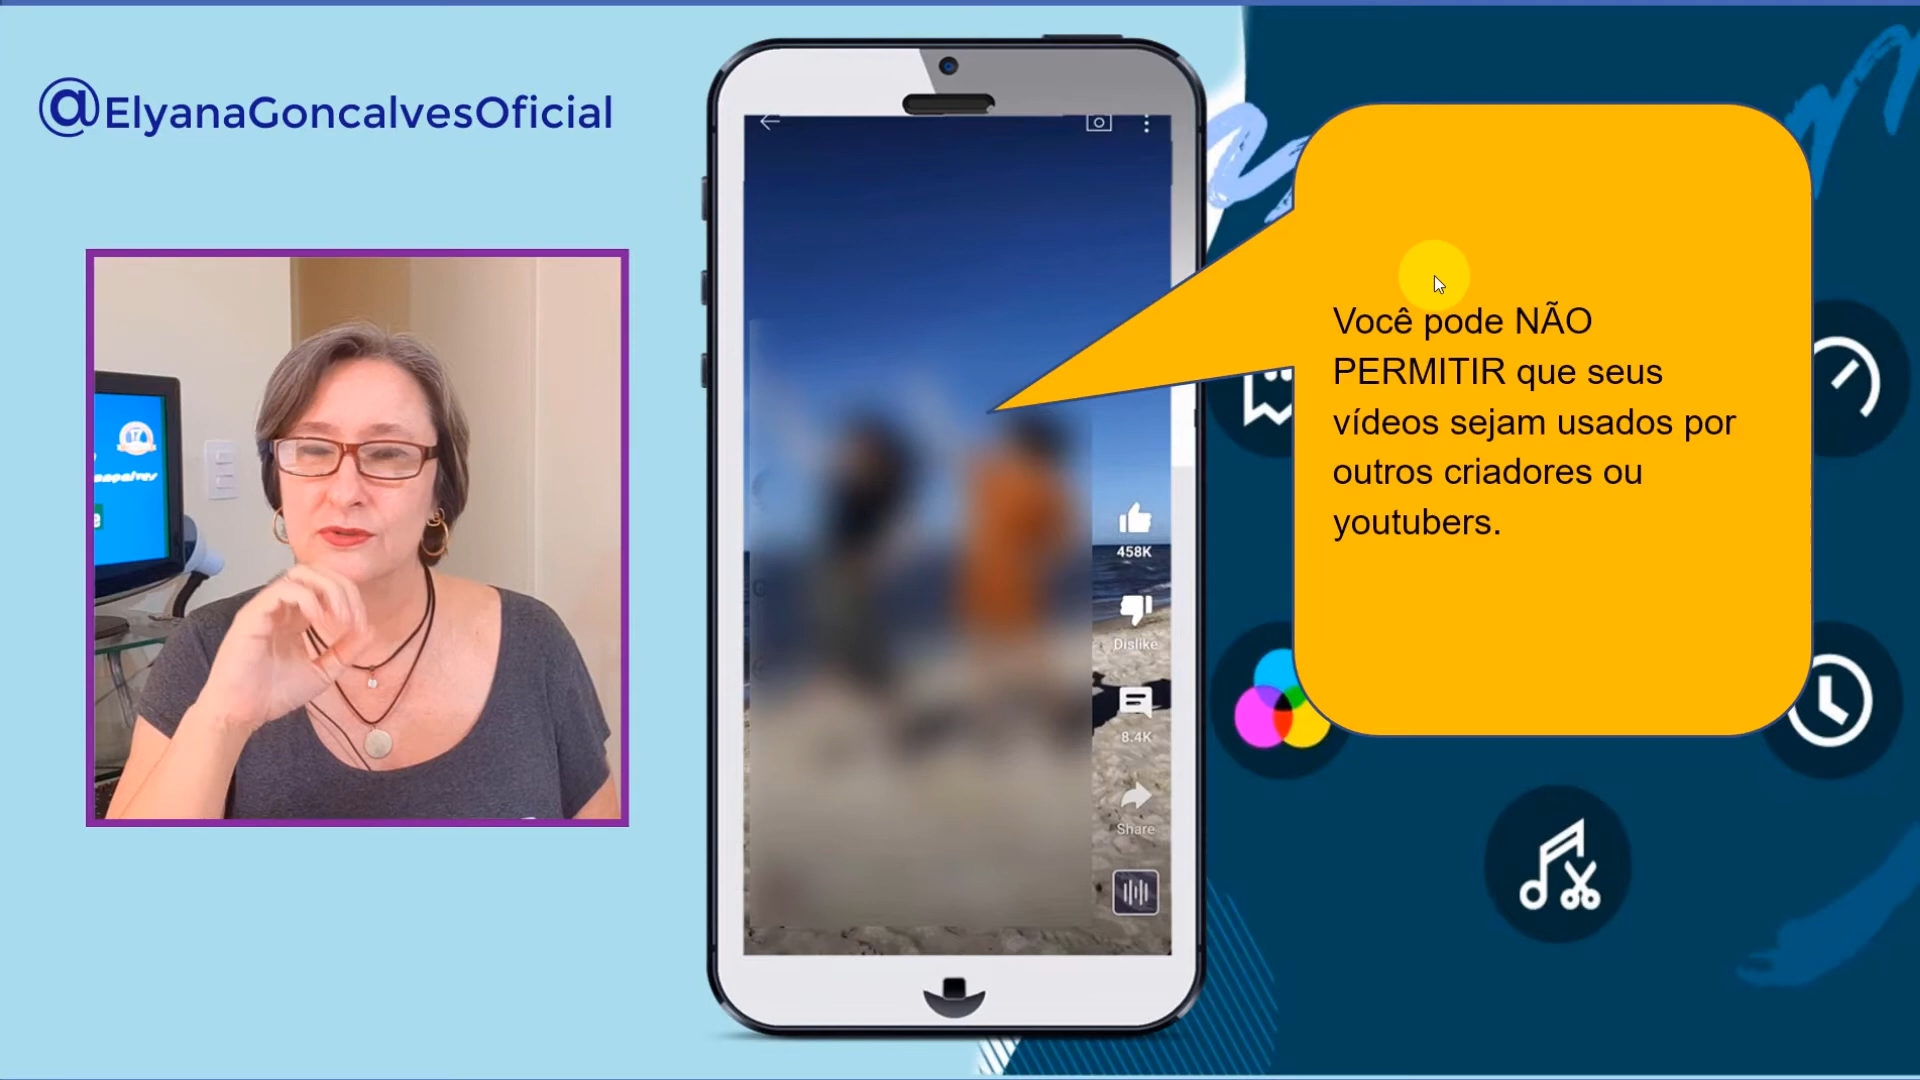 @ElyanaGoncalvesOficial
Você pode NÃO
PERMITIR que seus
vídeos sejam usados por
outros criadores ou
youtubers.
458K
Dislike
8.4K
Share
17